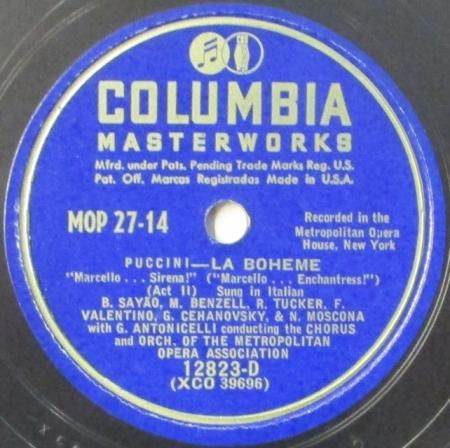 COLUMBIA
MASTERWORKS
Mfrd. under Pats. Pending Trade Marks Reg. U.S.
Pat. Off. Marcas Registradas Made in U.S.A.
MOP 27-14
Recorded in the
Metropolitan Opera
House, New York
PUCCINI—LA BOHEME
"Marcello . . . Sirena!" ("Marcello . . . Enchantress!")
(Act II) Sung in Italian
B. SAYÃO, M. BENZELL, R. TUCKER, F.
VALENTINO, G. CEHANOVSKY, & N. MOSCONA
with G. ANTONICELLI conducting the CHORUS
and ORCH. OF THE METROPOLITAN
OPERA ASSOCIATION
12823-D
(XCO 39696)